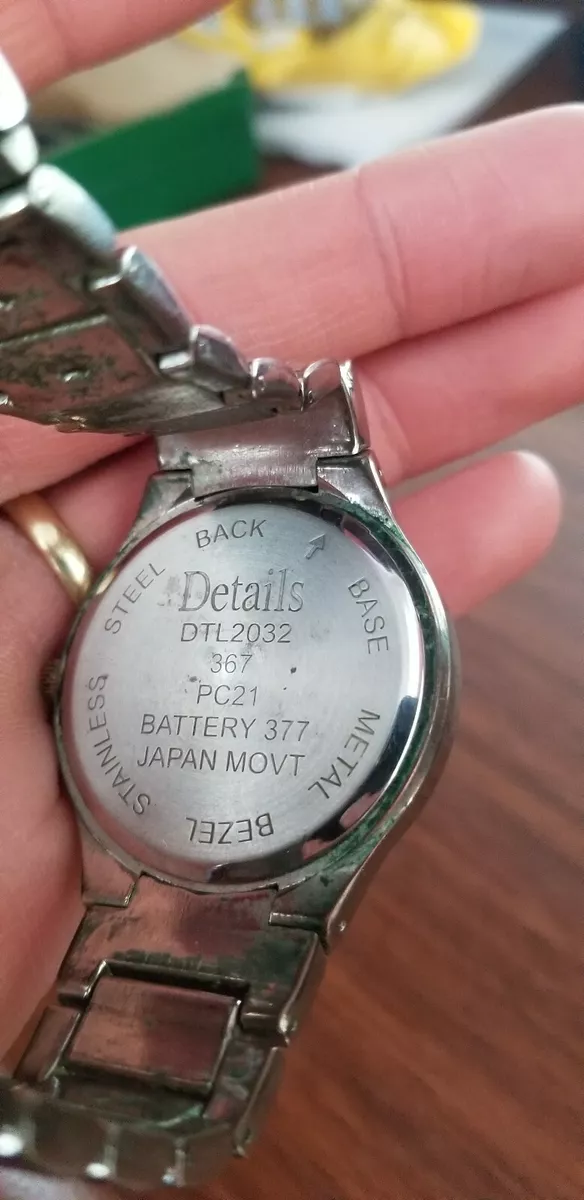 Details
DTL2032
367
PC21
BATTERY 377
JAPAN MOVT
STAINLESS STEEL BACK
BASE METAL BEZEL